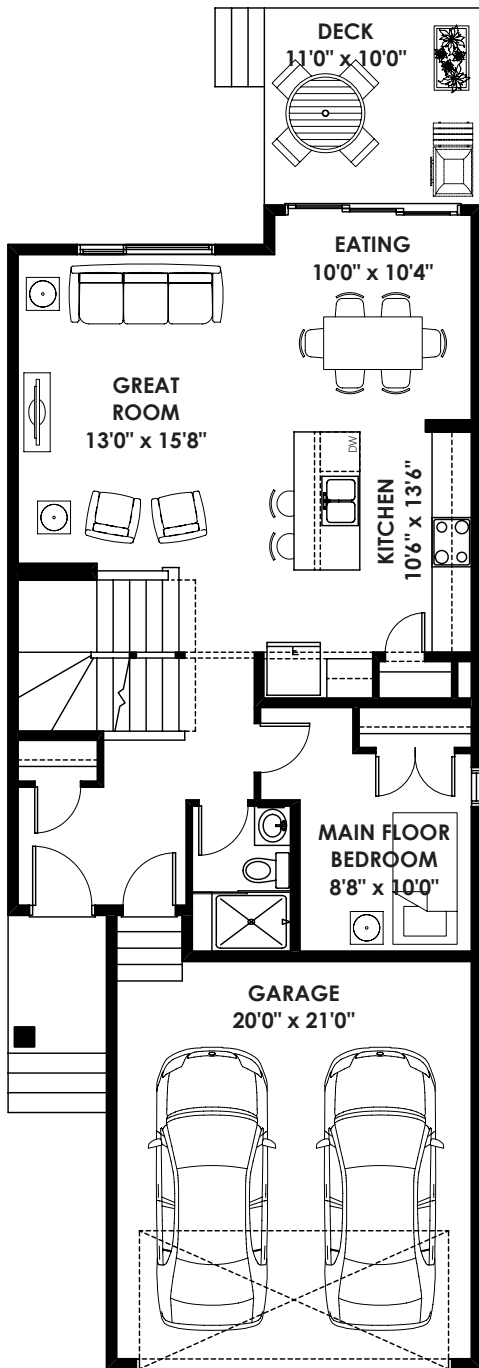 DECK
11'0" x 10'0"
EATING
10'0" x 10'4"
GREAT
ROOM
13'0" x 15'8"
DW
KITCHEN
10'6" x 13'6"
MAIN FLOOR
BEDROOM
8'8" x 10'0"
GARAGE
20'0" x 21'0"